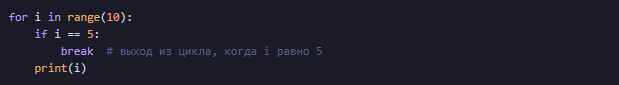 for i in range(10):
    if i == 5:
        break  # выход из цикла, когда i равно 5
    print(i)